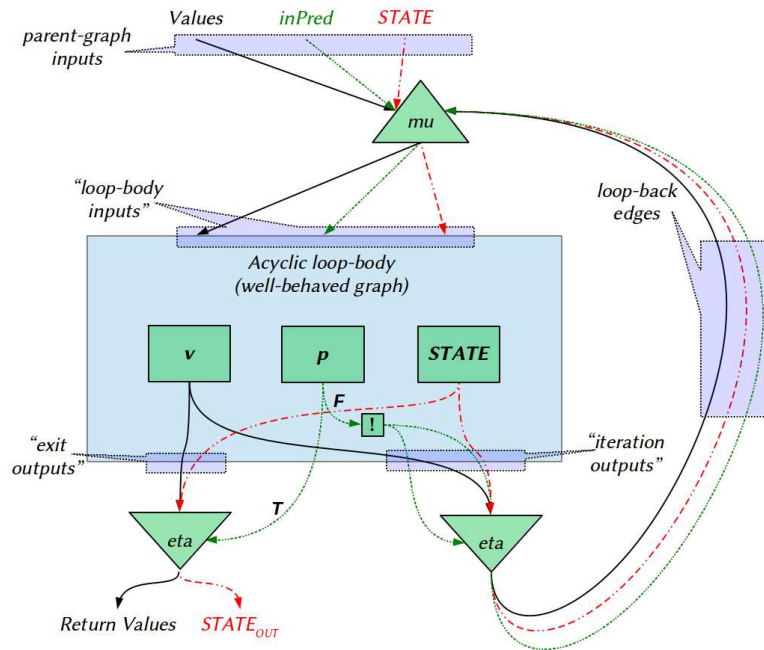 Values
inPred
STATE
parent-graph
inputs
mu
“loop-body
inputs”
loop-back
edges
Acyclic loop-body
(well-behaved graph)
v
p
STATE
F
!
“exit
outputs”
“iteration
outputs”
T
eta
eta
Return Values
STATE_OUT